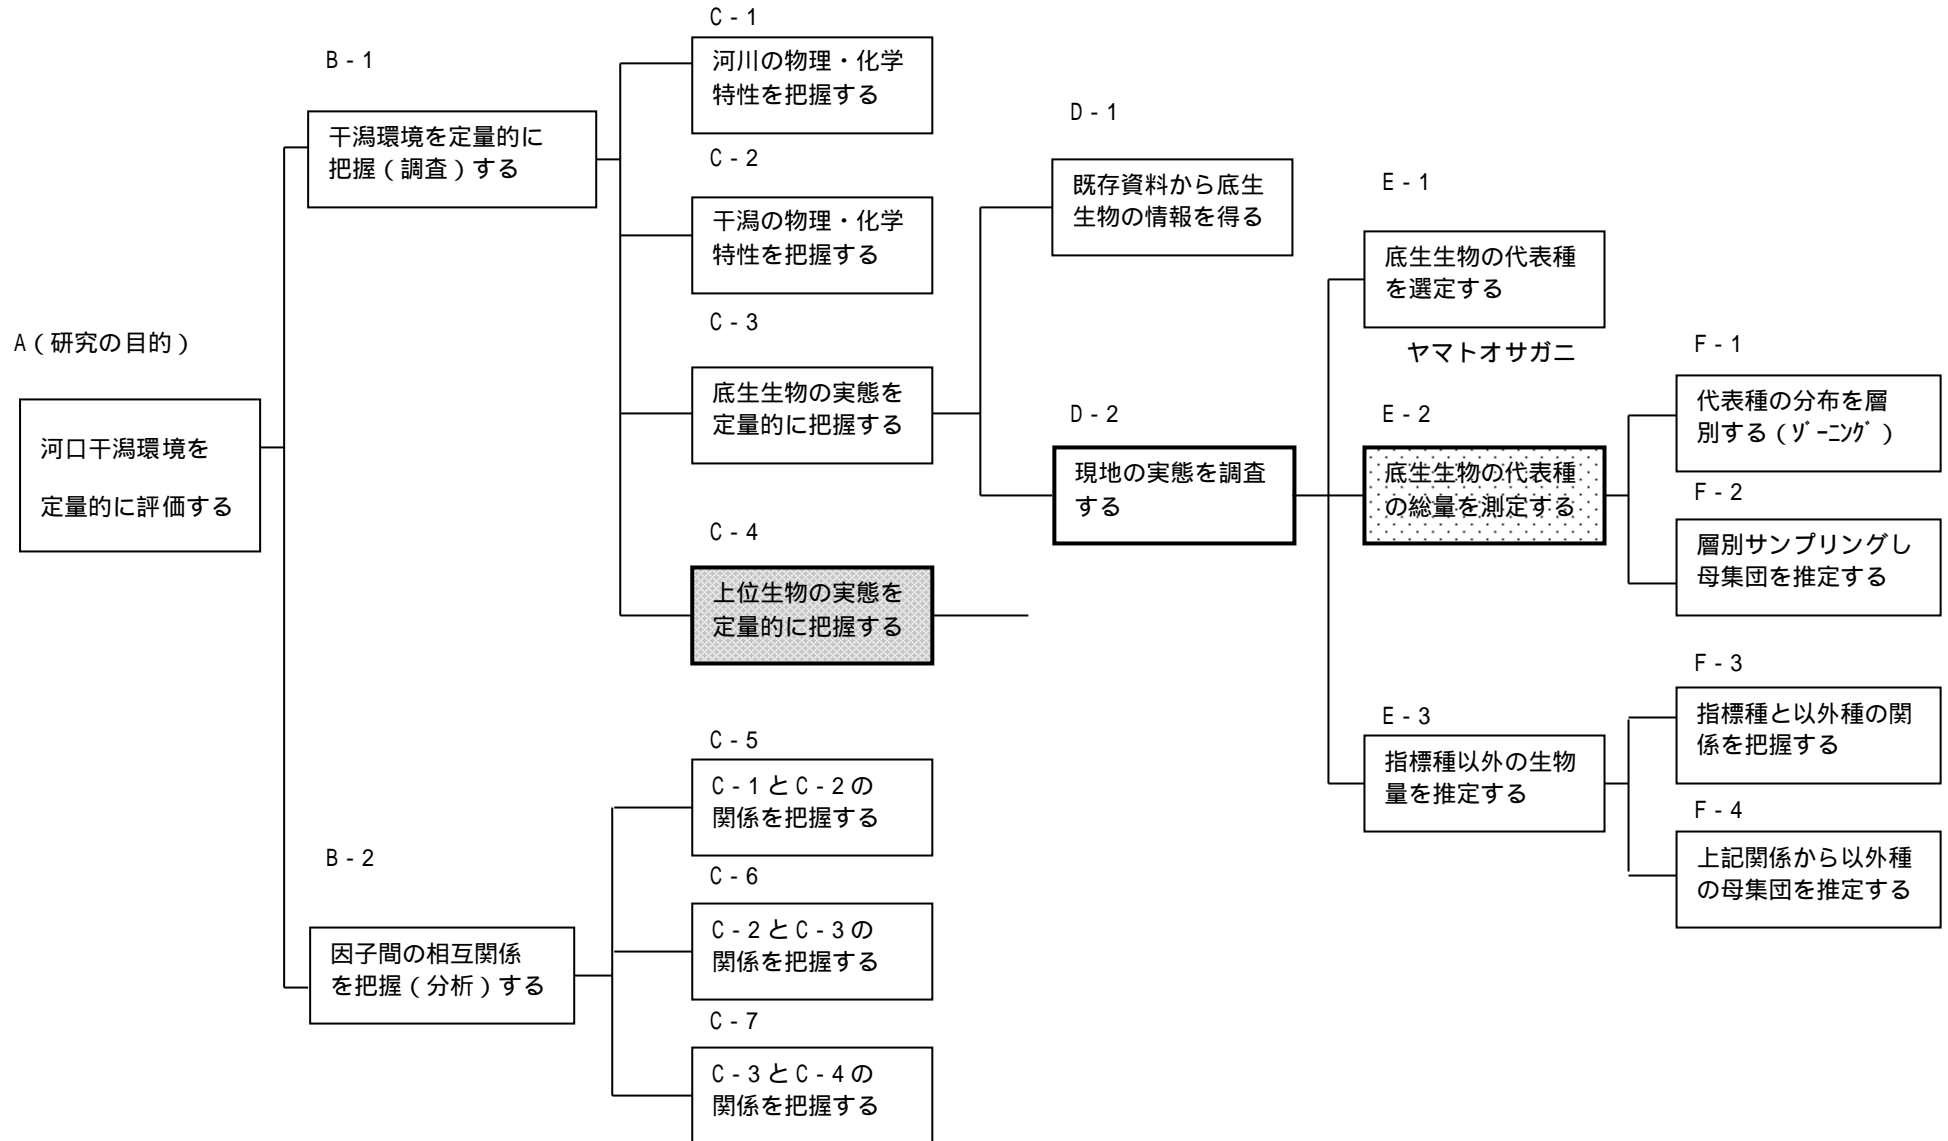 A(研究の目的)
河口干潟環境を
定量的に評価する
B-1
干潟環境を定量的に
把握(調査)する
B-2
因子間の相互関係
を把握(分析)する
C-1
河川の物理・化学
特性を把握する
C-2
干潟の物理・化学
特性を把握する
C-3
底生生物の実態を
定量的に把握する
C-4
上位生物の実態を
定量的に把握する
C-5
C-1とC-2の
関係を把握する
C-6
C-2とC-3の
関係を把握する
C-7
C-3とC-4の
関係を把握する
D-1
既存資料から底生
生物の情報を得る
D-2
現地の実態を調査
する
E-1
底生生物の代表種
を選定する
ヤマトオサガニ
E-2
底生生物の代表種
の総量を測定する
E-3
指標種以外の生物
量を推定する
F-1
代表種の分布を層
別する(ゾーニング)
F-2
層別サンプリングし
母集団を推定する
F-3
指標種と以外種の関
係を把握する
F-4
上記関係から以外種
の母集団を推定する